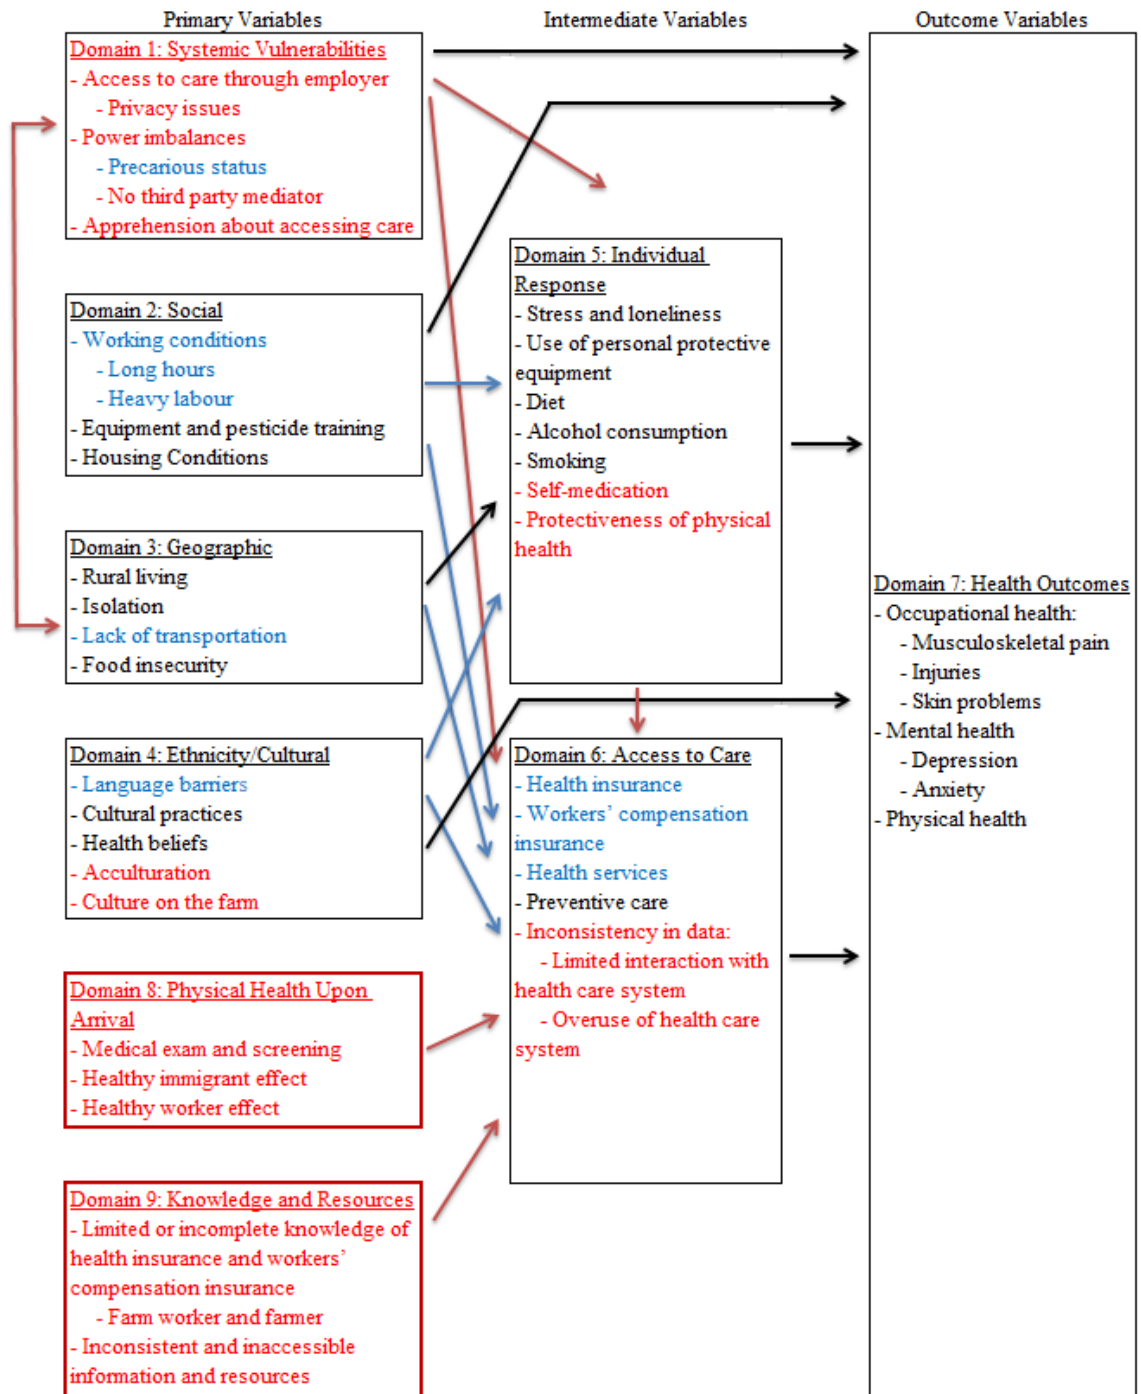 Primary Variables
Intermediate Variables
Outcome Variables
Domain 1: Systemic Vulnerabilities
- Access to care through employer
- Privacy issues
- Power imbalances
- Precarious status
- No third party mediator
- Apprehension about accessing care
Domain 2: Social
- Working conditions
- Long hours
- Heavy labour
- Equipment and pesticide training
- Housing Conditions
Domain 3: Geographic
- Rural living
- Isolation
- Lack of transportation
- Food insecurity
Domain 4: Ethnicity/Cultural
- Language barriers
- Cultural practices
- Health beliefs
- Acculturation
- Culture on the farm
Domain 8: Physical Health Upon
Arrival
- Medical exam and screening
- Healthy immigrant effect
- Healthy worker effect
Domain 9: Knowledge and Resources
- Limited or incomplete knowledge of
health insurance and workers’
compensation insurance
- Farm worker and farmer
- Inconsistent and inaccessible
information and resources
Domain 5: Individual
Response
- Stress and loneliness
- Use of personal protective
equipment
- Diet
- Alcohol consumption
- Smoking
- Self-medication
- Protectiveness of physical
health
Domain 6: Access to Care
- Health insurance
- Workers’ compensation
insurance
- Health services
- Preventive care
- Inconsistency in data:
- Limited interaction with
health care system
- Overuse of health care
system
Domain 7: Health Outcomes
- Occupational health:
- Musculoskeletal pain
- Injuries
- Skin problems
- Mental health
- Depression
- Anxiety
- Physical health